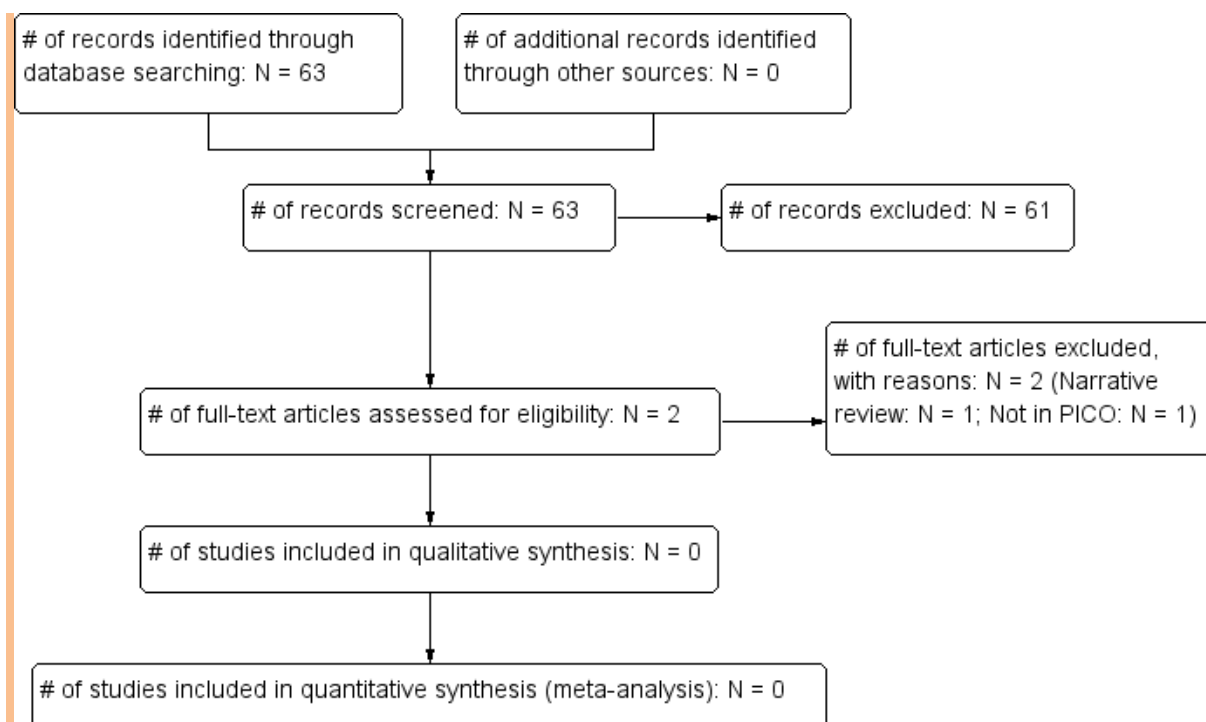 # of records identified through
database searching: N = 63
# of additional records identified
through other sources: N = 0
# of records screened: N = 63
# of records excluded: N = 61
# of full-text articles assessed for eligibility: N = 2
# of full-text articles excluded,
with reasons: N = 2 (Narrative
review: N = 1; Not in PICO: N = 1)
# of studies included in qualitative synthesis: N = 0
# of studies included in quantitative synthesis (meta-analysis): N = 0